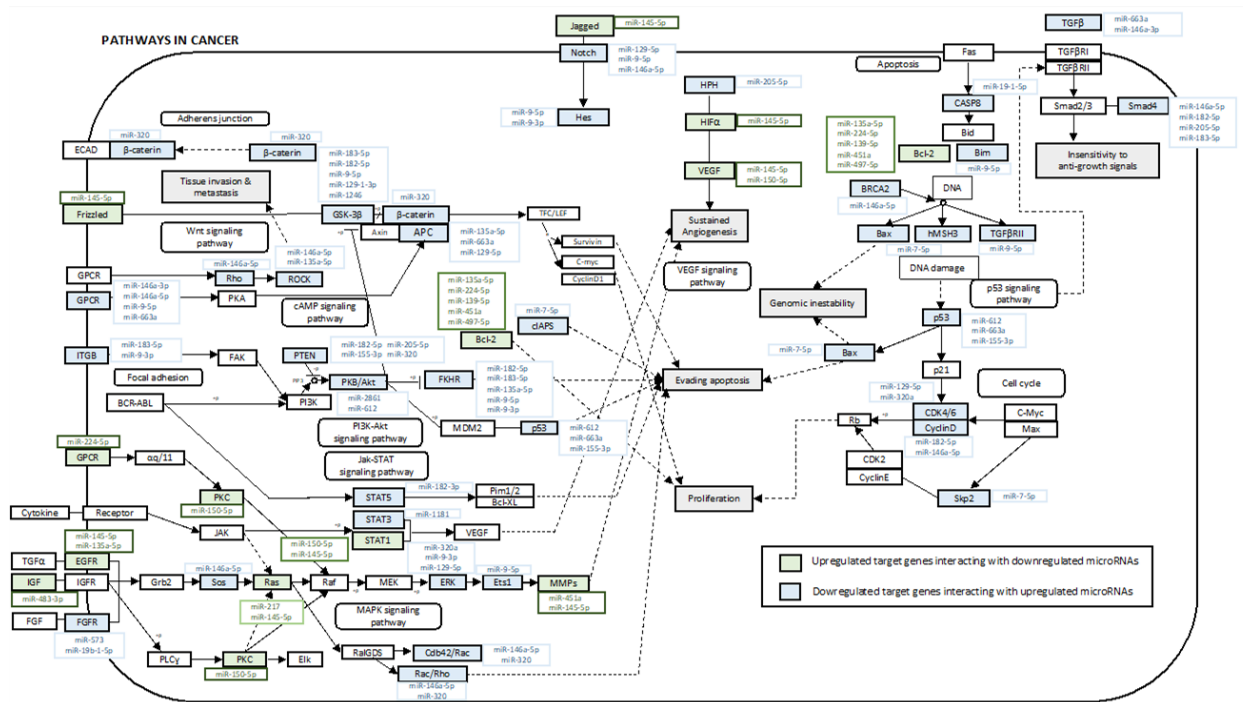 PATHWAYS IN CANCER
Jagged
miR-145-5p
Notch
miR-129-5p
miR-9-5p
miR-146a-5p
miR-9-5p
miR-9-3p
Hes
TGFβ
miR-663a
miR-146a-3p
Fas
Apoptosis
TGFβRI
TGFβRII
HPH
miR-205-5p
miR-19-1-5p
CASP8
Smad2/3
Smad4
miR-146a-5p
miR-182-5p
miR-205-5p
miR-183-5p
HIFα
miR-145-5p
Bid
miR-135a-5p
miR-224-5p
miR-139-5p
miR-451a
miR-497-5p
Bcl-2
Bim
miR-9-5p
Insensitivity to
anti-growth signals
Adherens junction
miR-320
ECAD
β-caterin
miR-320
β-caterin
miR-183-5p
miR-182-5p
miR-9-5p
miR-129-1-3p
miR-1246
VEGF
miR-145-5p
miR-150-5p
Tissue invasion &
metastasis
BRCA2
miR-146a-5p
DNA
miR-145-5p
Frizzled
GSK-3β
miR-320
β-caterin
Axin
APC
miR-135a-5p
miR-663a
miR-129-5p
TFC/LEF
Survivin
C-myc
CyclinD1
Sustained
Angiogenesis
Bax
hMSH3
TGFβRII
miR-7-5p
miR-9-5p
Wnt signaling
pathway
miR-146a-5p
miR-135a-5p
GPCR
miR-146a-5p
Rho
ROCK
VEGF signaling
pathway
DNA damage
p53 signaling
pathway
GPCR
miR-146a-3p
miR-146a-5p
miR-9-5p
miR-663a
PKA
cAMP signaling
pathway
miR-135a-5p
miR-224-5p
miR-139-5p
miR-451a
miR-497-5p
Bcl-2
miR-7-5p
cIAPS
Genomic inestability
p53
miR-612
miR-663a
miR-155-3p
ITGB
miR-183-5p
miR-9-3p
FAK
PTEN
miR-182-5p miR-205-5p
miR-155-3p miR-320
miR-7-5p
Bax
p21
Focal adhesion
PKB/Akt
FKHR
miR-182-5p
miR-183-5p
miR-135a-5p
miR-9-5p
miR-9-3p
Evading apoptosis
Cell cycle
BCR-ABL
PI3K
miR-2861
miR-612
miR-129-5p
miR-320a
PI3K-Akt
signaling pathway
MDM2
p53
miR-612
miR-663a
miR-155-3p
Rb
CDK4/6
CyclinD
miR-182-5p
miR-146a-5p
C-Myc
Max
miR-224-5p
GPCR
αq/11
Jak-STAT
signaling pathway
CDK2
CyclinE
PKC
miR-150-5p
STAT5
miR-182-3p
Pim1/2
Bcl-XL
Proliferation
Skp2
miR-7-5p
Cytokine
Receptor
JAK
STAT3
STAT1
miR-1181
VEGF
miR-145-5p
miR-135a-5p
miR-150-5p
miR-145-5p
miR-320a
miR-9-3p
miR-129-5p
TGFα
EGFR
IGF
IGFR
miR-483-3p
Grb2
miR-146a-5p
Sos
Ras
Raf
MEK
ERK
miR-9-5p
Ets1
MMPs
miR-451a
miR-145-5p
Upregulated target genes interacting with downregulated microRNAs
Dowregulated target genes interacting with upregulated microRNAs
FGF
FGFR
miR-573
miR-19b-1-5p
miR-217
miR-145-5p
MAPK signaling
pathway
PLCγ
PKC
miR-150-5p
Elk
RalGDS
Cdb42/Rac
miR-146a-5p
miR-320
Rac/Rho
miR-146a-5p
miR-320